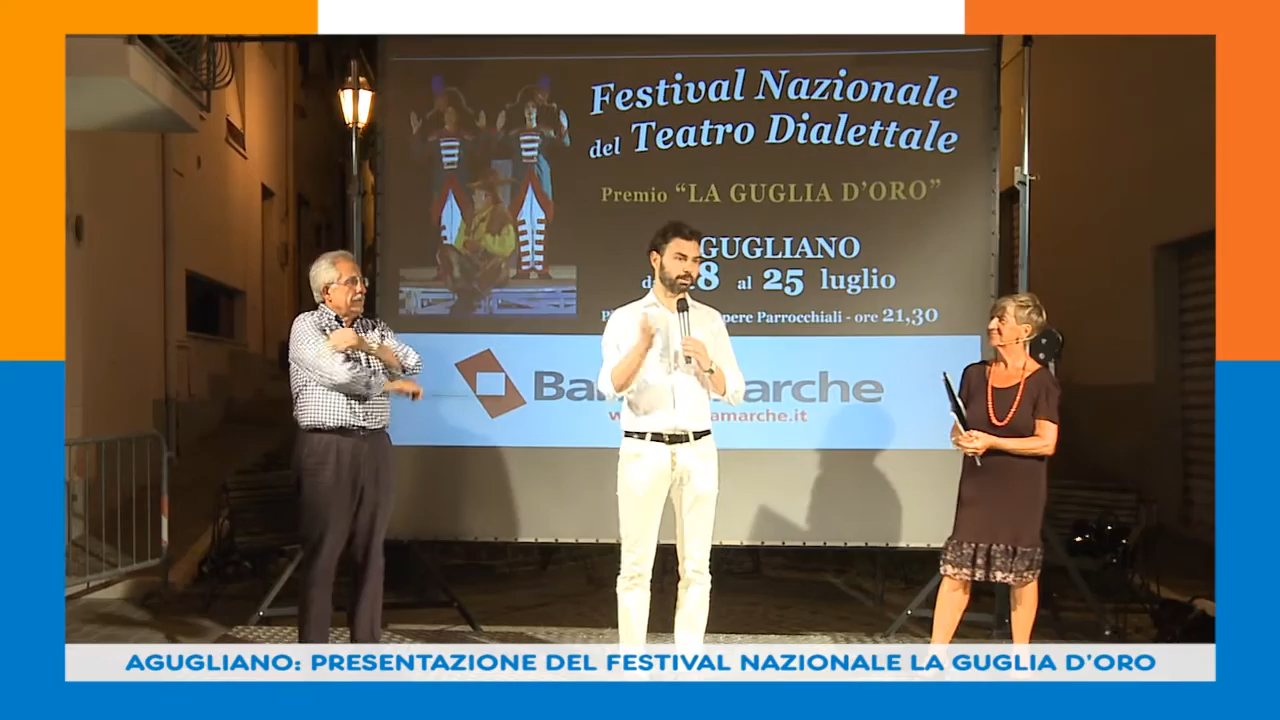 Festival Nazionale
del Teatro Dialettale
Premio “LA GUGLIA D’ORO”
GUGLIANO
8 al 25 luglio
Parrocchiali - ore 21,30
marche.it
AGUGLIANO: PRESENTAZIONE DEL FESTIVAL NAZIONALE LA GUGLIA D'ORO